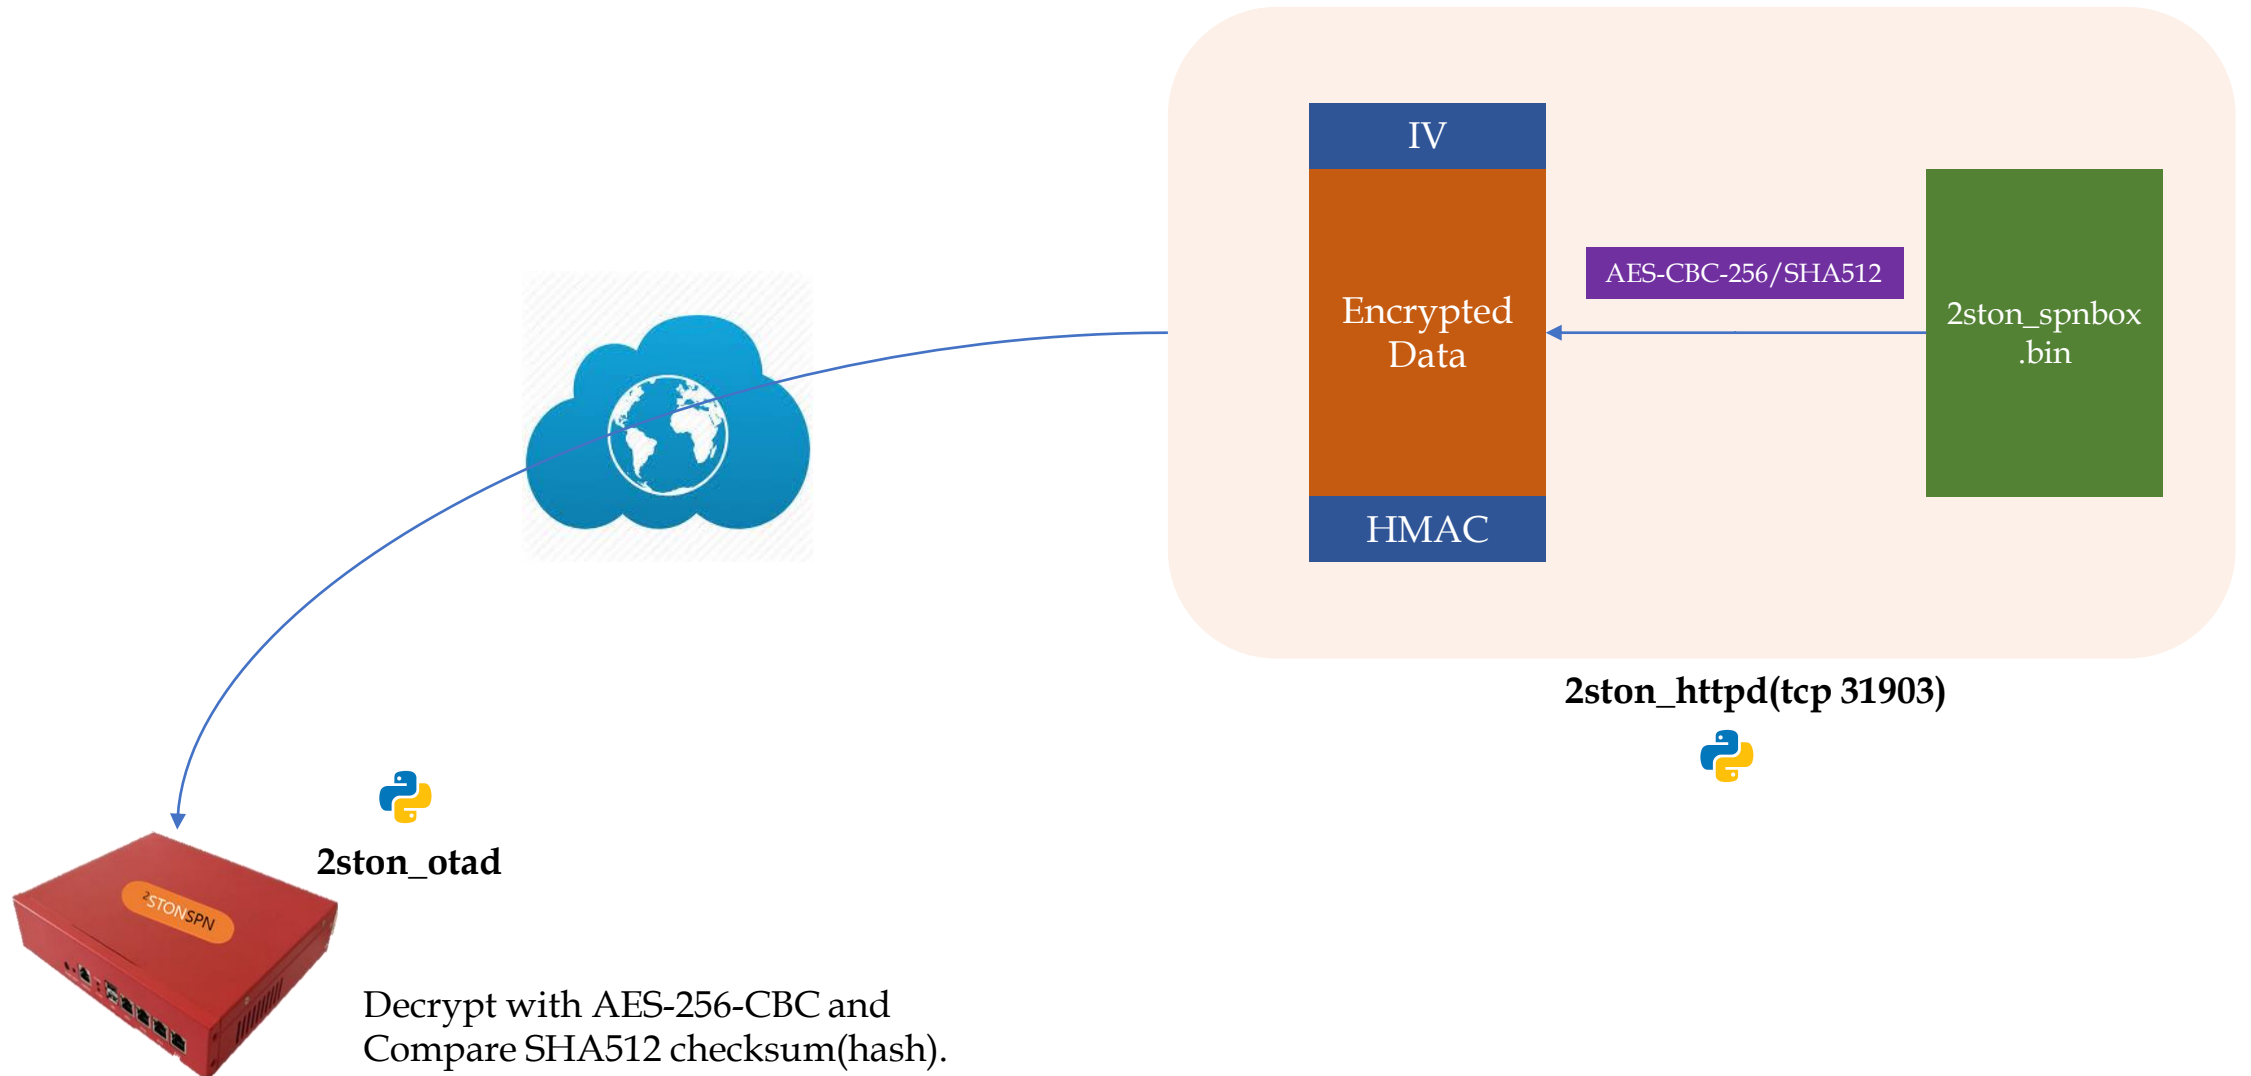 IV
Encrypted
Data
HMAC
AES-CBC-256/SHA512
2ston_spnbox
.bin
2ston_httpd(tcp 31903)
2ston_otad
²STONSPN
Decrypt with AES-256-CBC and
Compare SHA512 checksum(hash).